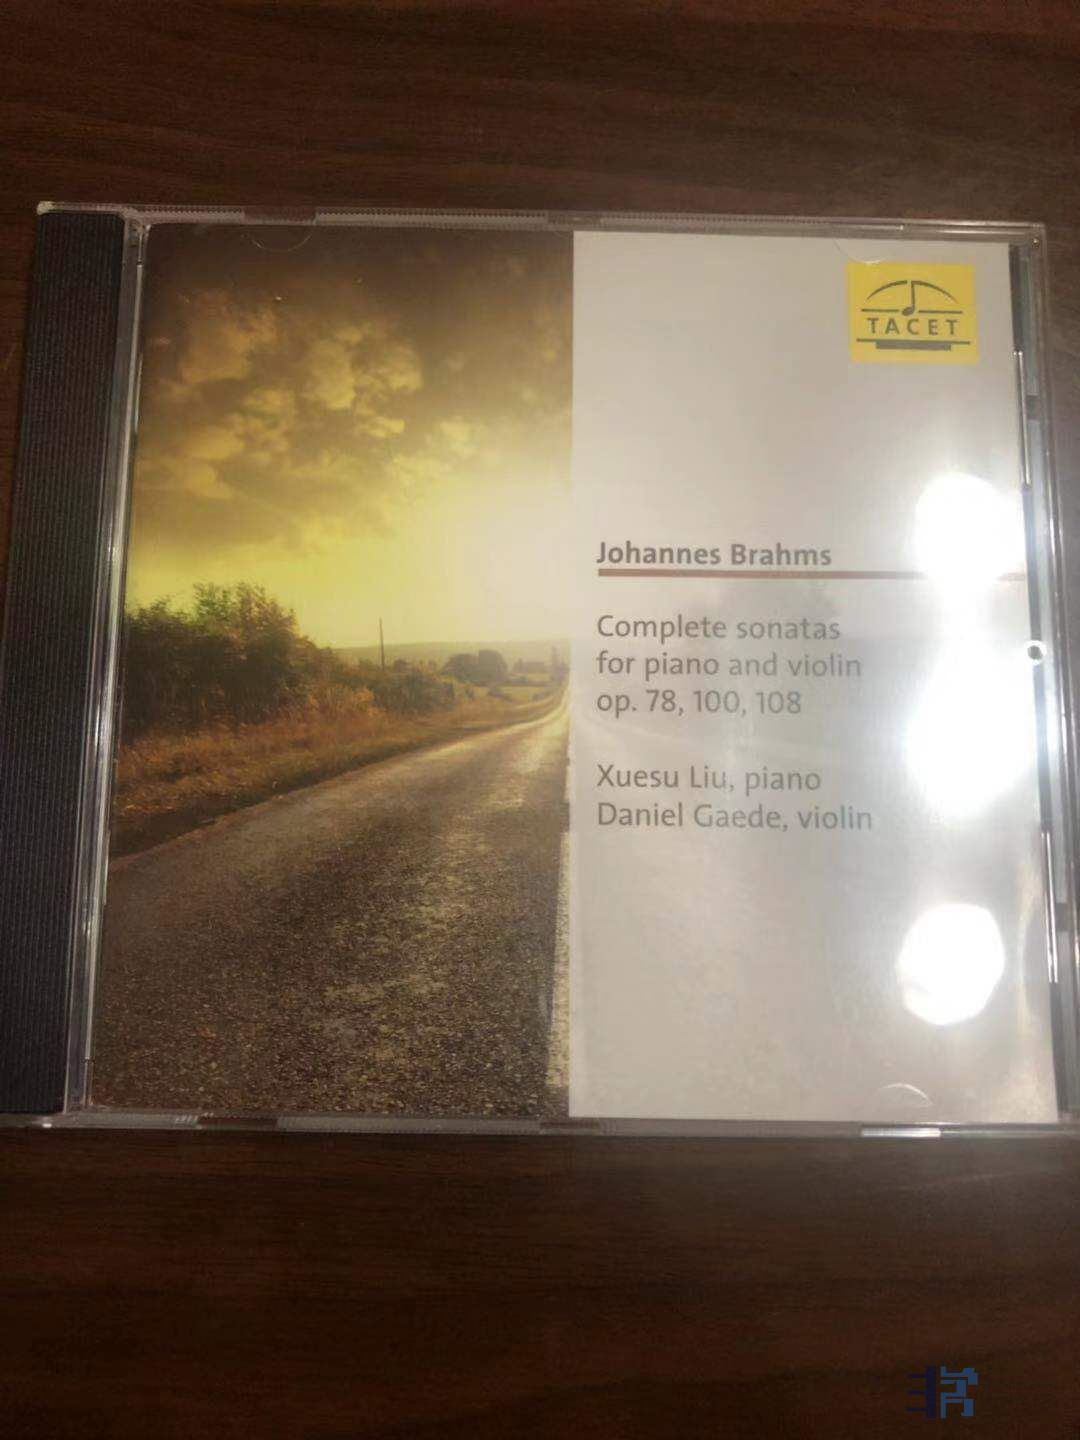 TACET
Johannes Brahms
Complete sonatas
for piano and violin
op. 78, 100, 108
Xuesu Liu, piano
Daniel Gaede, violin